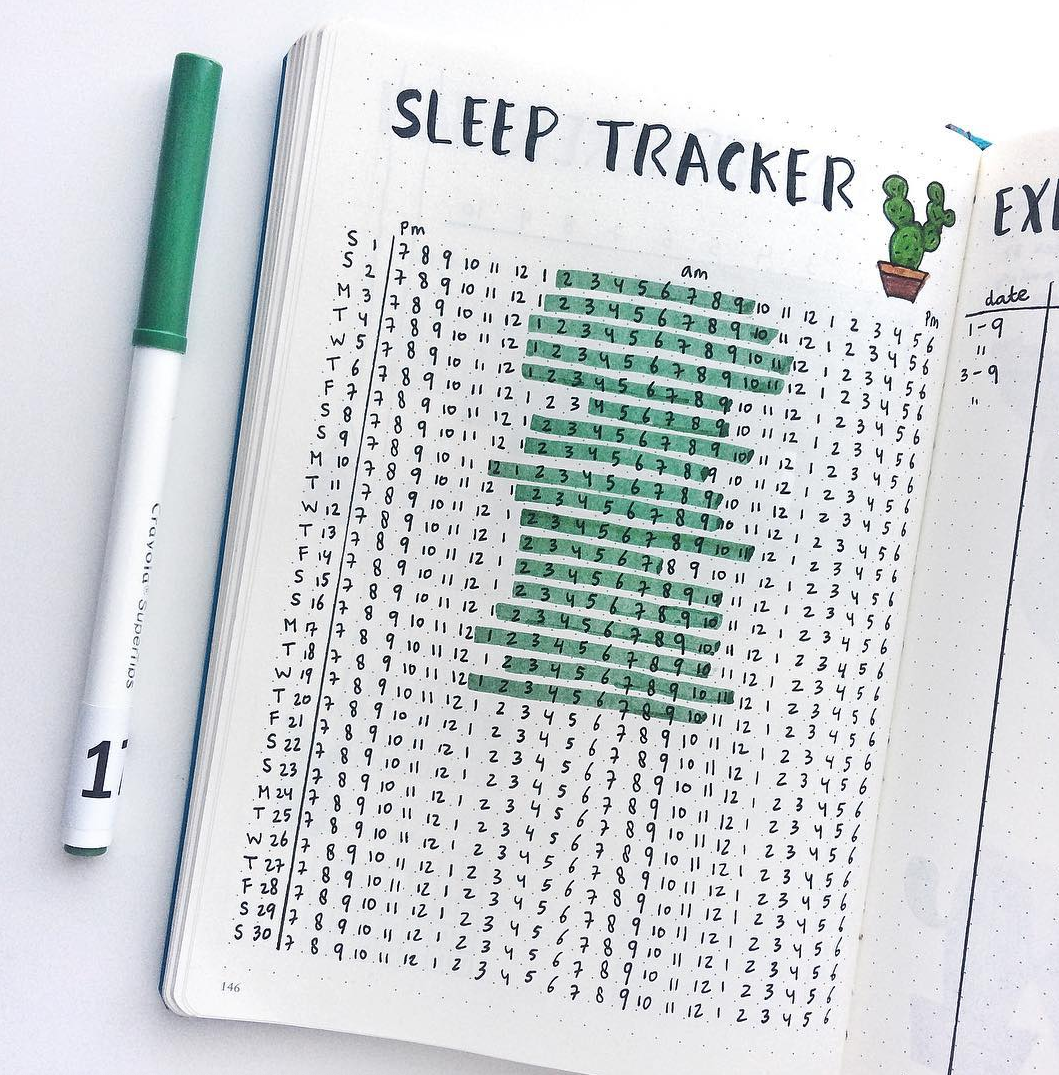 SLEEP TRACKER
Pm
am
Pm
S 1 7 8 9 10 11 12 1 2 3 4 5 6 7 8 9 10 11 12 1 2 3 4 5 6
S 2 7 8 9 10 11 12 1 2 3 4 5 6 7 8 9 10 11 12 1 2 3 4 5 6
M 3 7 8 9 10 11 12 1 2 3 4 5 6 7 8 9 10 11 12 1 2 3 4 5 6
T 4 7 8 9 10 11 12 1 2 3 4 5 6 7 8 9 10 11 12 1 2 3 4 5 6
W 5 7 8 9 10 11 12 1 2 3 4 5 6 7 8 9 10 11 12 1 2 3 4 5 6
T 6 7 8 9 10 11 12 1 2 3 4 5 6 7 8 9 10 11 12 1 2 3 4 5 6
F 7 7 8 9 10 11 12 1 2 3 4 5 6 7 8 9 10 11 12 1 2 3 4 5 6
S 8 7 8 9 10 11 12 1 2 3 4 5 6 7 8 9 10 11 12 1 2 3 4 5 6
S 9 7 8 9 10 11 12 1 2 3 4 5 6 7 8 9 10 11 12 1 2 3 4 5 6
M 10 7 8 9 10 11 12 1 2 3 4 5 6 7 8 9 10 11 12 1 2 3 4 5 6
T 11 7 8 9 10 11 12 1 2 3 4 5 6 7 8 9 10 11 12 1 2 3 4 5 6
W 12 7 8 9 10 11 12 1 2 3 4 5 6 7 8 9 10 11 12 1 2 3 4 5 6
T 13 7 8 9 10 11 12 1 2 3 4 5 6 7 8 9 10 11 12 1 2 3 4 5 6
F 14 7 8 9 10 11 12 1 2 3 4 5 6 7 8 9 10 11 12 1 2 3 4 5 6
S 15 7 8 9 10 11 12 1 2 3 4 5 6 7 8 9 10 11 12 1 2 3 4 5 6
S 16 7 8 9 10 11 12 1 2 3 4 5 6 7 8 9 10 11 12 1 2 3 4 5 6
M 17 7 8 9 10 11 12 1 2 3 4 5 6 7 8 9 10 11 12 1 2 3 4 5 6
T 18 7 8 9 10 11 12 1 2 3 4 5 6 7 8 9 10 11 12 1 2 3 4 5 6
W 19 7 8 9 10 11 12 1 2 3 4 5 6 7 8 9 10 11 12 1 2 3 4 5 6
T 20 7 8 9 10 11 12 1 2 3 4 5 6 7 8 9 10 11 12 1 2 3 4 5 6
F 21 7 8 9 10 11 12 1 2 3 4 5 6 7 8 9 10 11 12 1 2 3 4 5 6
S 22 7 8 9 10 11 12 1 2 3 4 5 6 7 8 9 10 11 12 1 2 3 4 5 6
S 23 7 8 9 10 11 12 1 2 3 4 5 6 7 8 9 10 11 12 1 2 3 4 5 6
M 24 7 8 9 10 11 12 1 2 3 4 5 6 7 8 9 10 11 12 1 2 3 4 5 6
T 25 7 8 9 10 11 12 1 2 3 4 5 6 7 8 9 10 11 12 1 2 3 4 5 6
W 26 7 8 9 10 11 12 1 2 3 4 5 6 7 8 9 10 11 12 1 2 3 4 5 6
T 27 7 8 9 10 11 12 1 2 3 4 5 6 7 8 9 10 11 12 1 2 3 4 5 6
F 28 7 8 9 10 11 12 1 2 3 4 5 6 7 8 9 10 11 12 1 2 3 4 5 6
S 29 7 8 9 10 11 12 1 2 3 4 5 6 7 8 9 10 11 12 1 2 3 4 5 6
S 30 7 8 9 10 11 12 1 2 3 4 5 6 7 8 9 10 11 12 1 2 3 4 5 6
146
date
1-9
"
3-9
"
Crayola Supertips